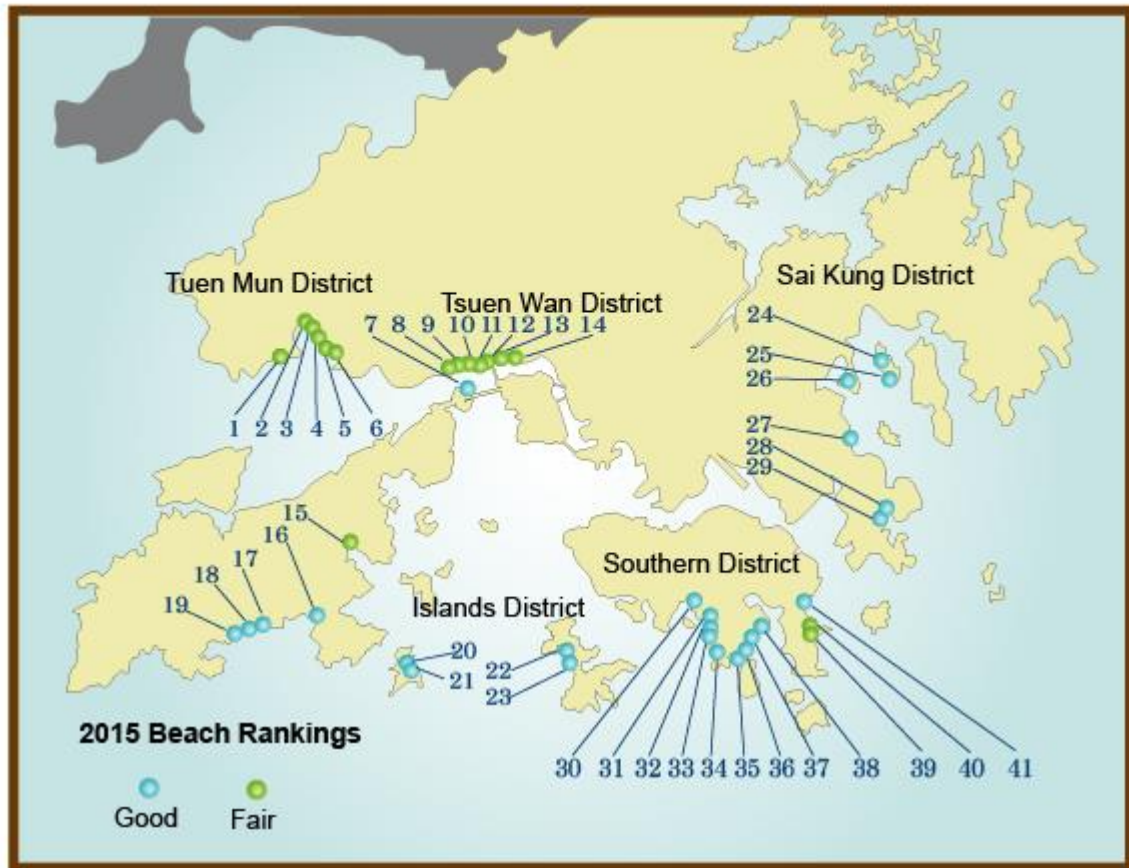 Tuen Mun District
Tsuen Wan District
Sai Kung District
7 8 9 10 11 12 13 14
24
25
26
27
28
29
1 2 3 4 5 6
15
16
17
18
19
Southern District
Islands District
20
21
22
23
2015 Beach Rankings
Good Fair
30 31 32 33 34 35 36 37 38 39 40 41